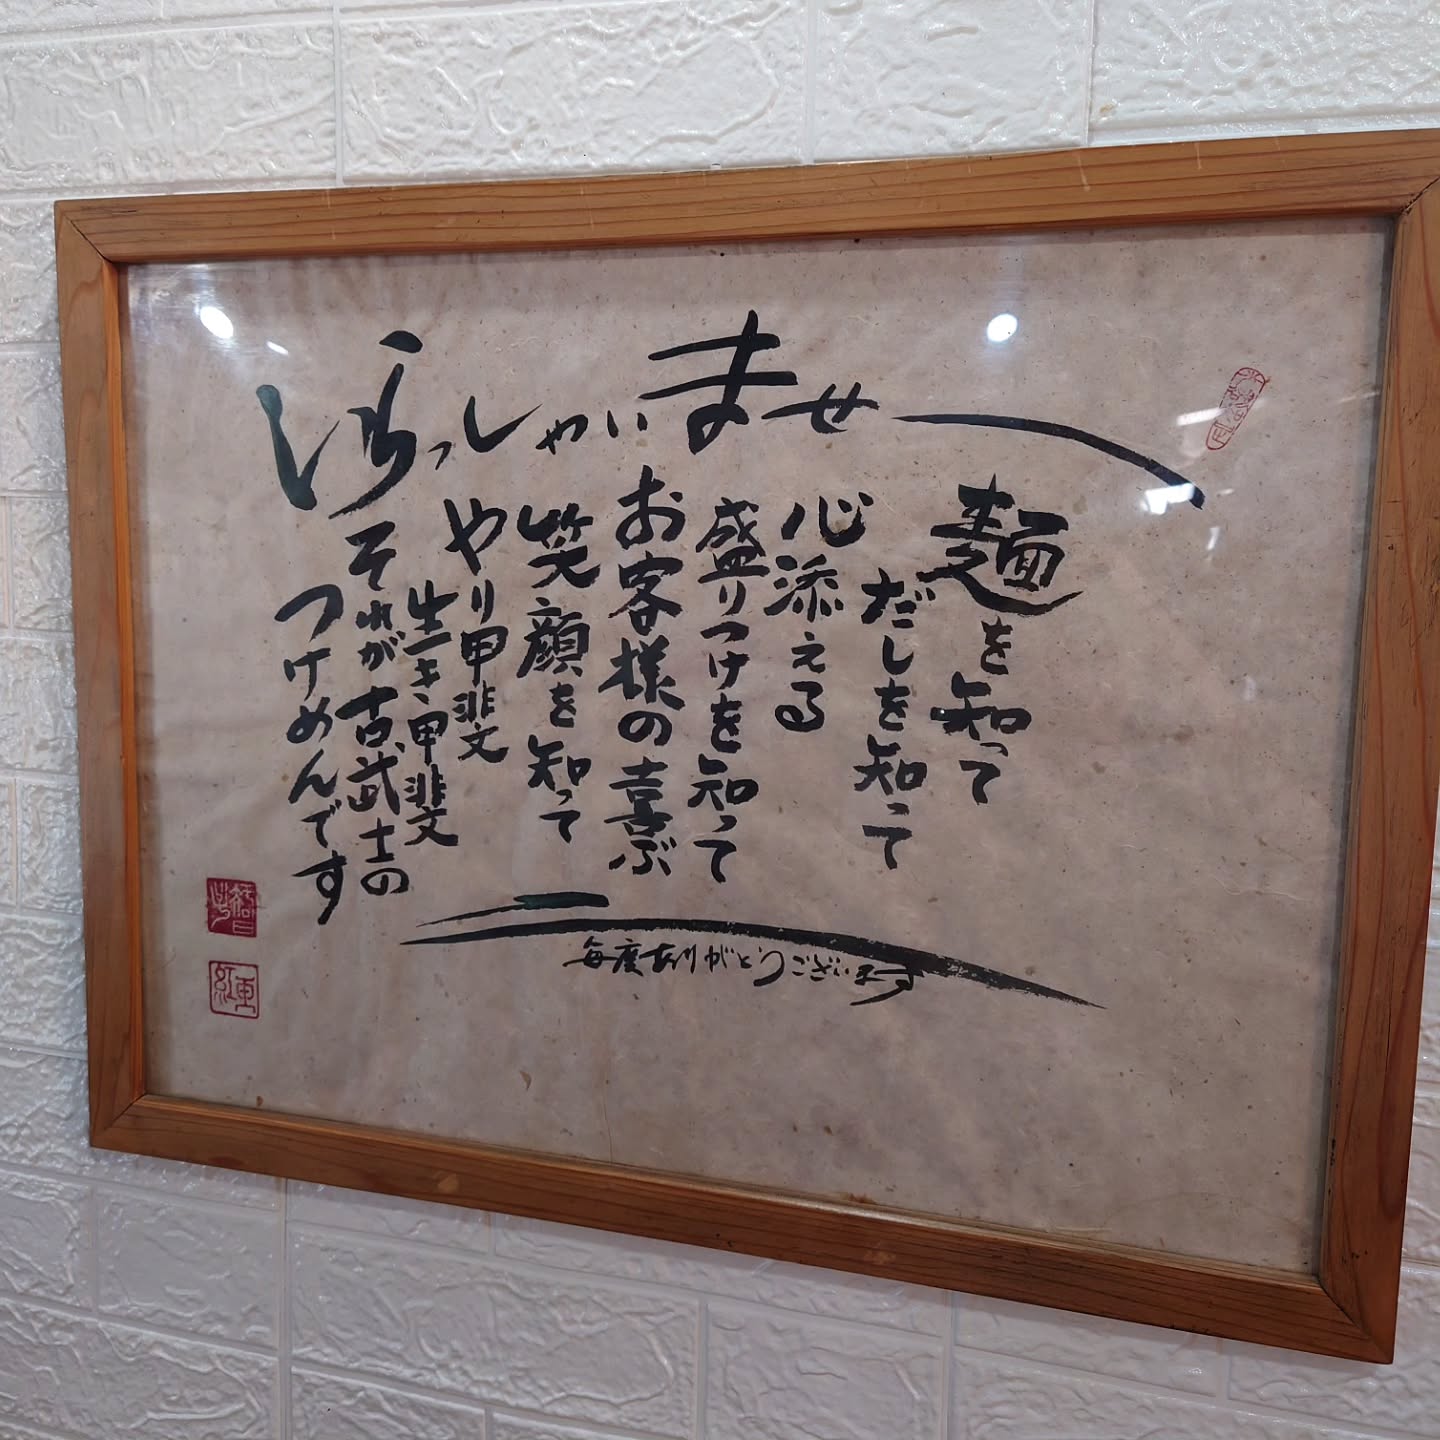 いらっしゃいませ
麺を知って
だしを知って
心添える
盛りつけを知って
お客様の喜ぶ
笑顔を知って
やり甲斐
生き甲斐
それが古武士の
つけめんです
毎度ありがとうございます